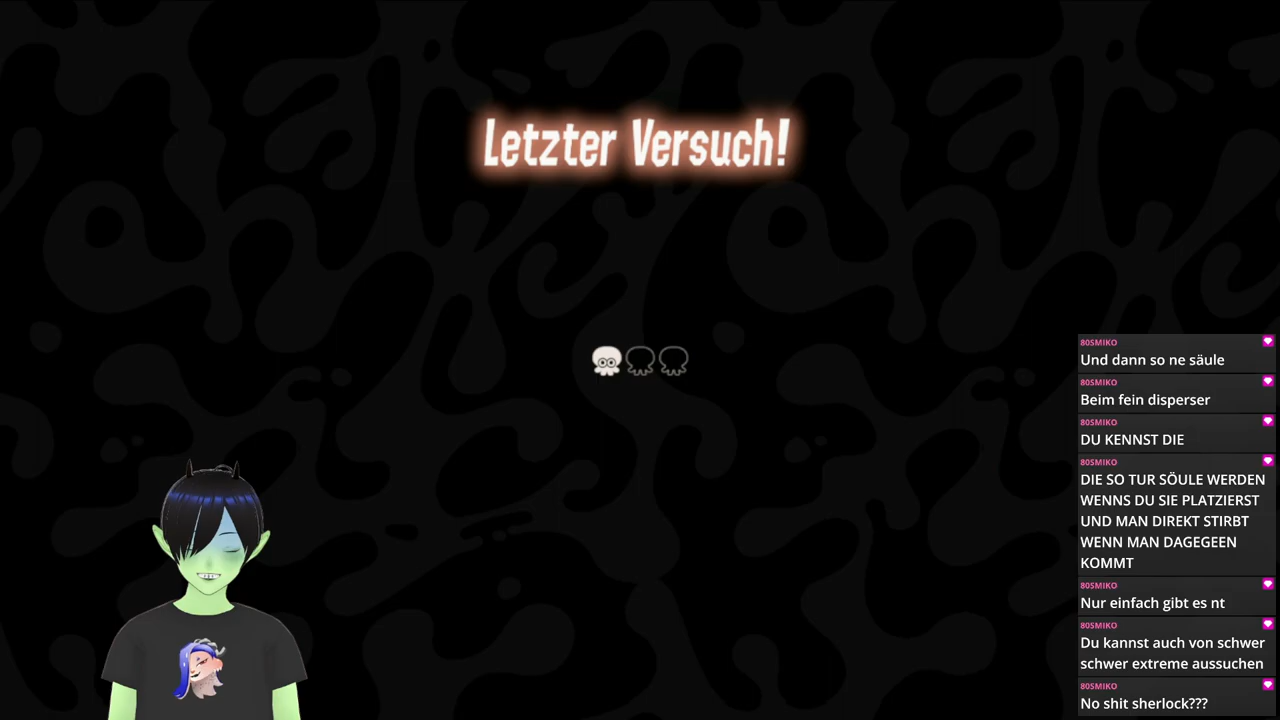 Letzter Versuch!
80SMIKO
Und dann so ne säule
80SMIKO
Beim fein disperser
80SMIKO
DU KENNST DIE
80SMIKO
DIE SO TUR SÖULE WERDEN
WENNS DU SIE PLATZIERST
UND MAN DIREKT STIRBT
WENN MAN DAGEGEEN
KOMMT
80SMIKO
Nur einfach gibt es nt
80SMIKO
Du kannst auch von schwer
schwer extreme aussuchen
80SMIKO
No shit sherlock???